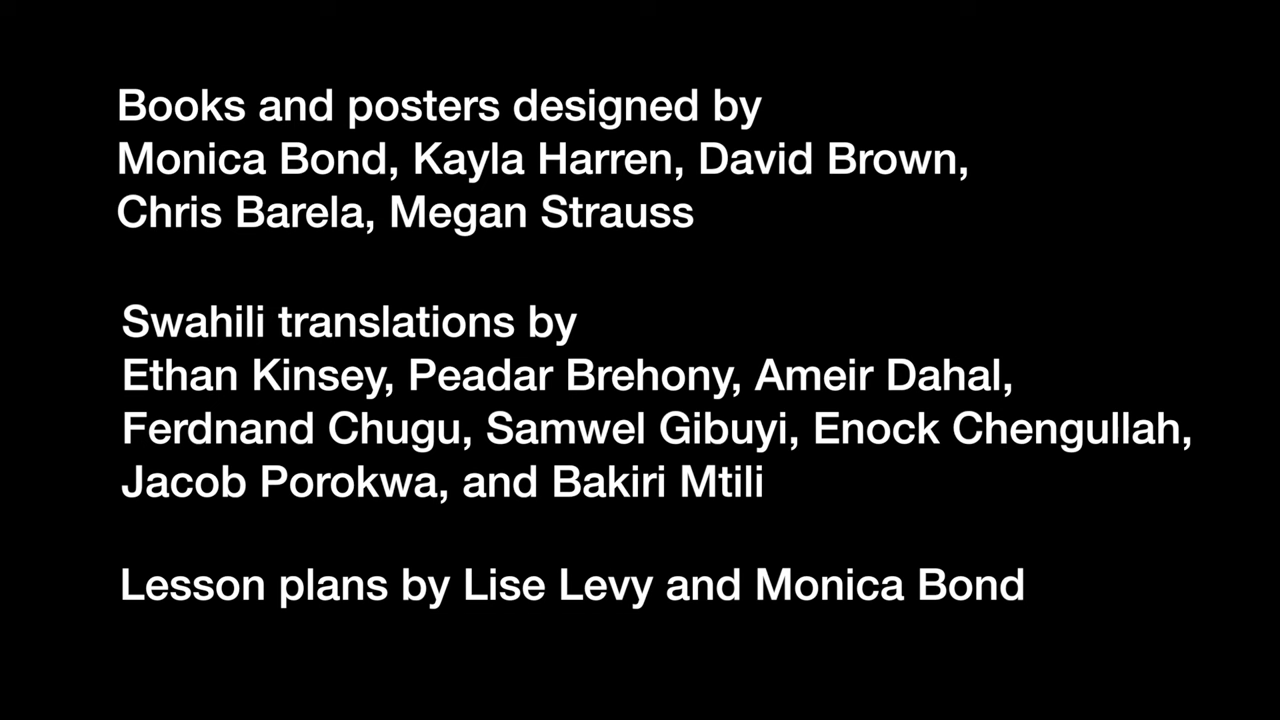 Books and posters designed by
Monica Bond, Kayla Harren, David Brown,
Chris Barela, Megan Strauss
Swahili translations by
Ethan Kinsey, Peadar Brehony, Ameir Dahal,
Ferdnand Chugu, Samwel Gibuyi, Enock Chengullah,
Jacob Porokwa, and Bakiri Mtili
Lesson plans by Lise Levy and Monica Bond